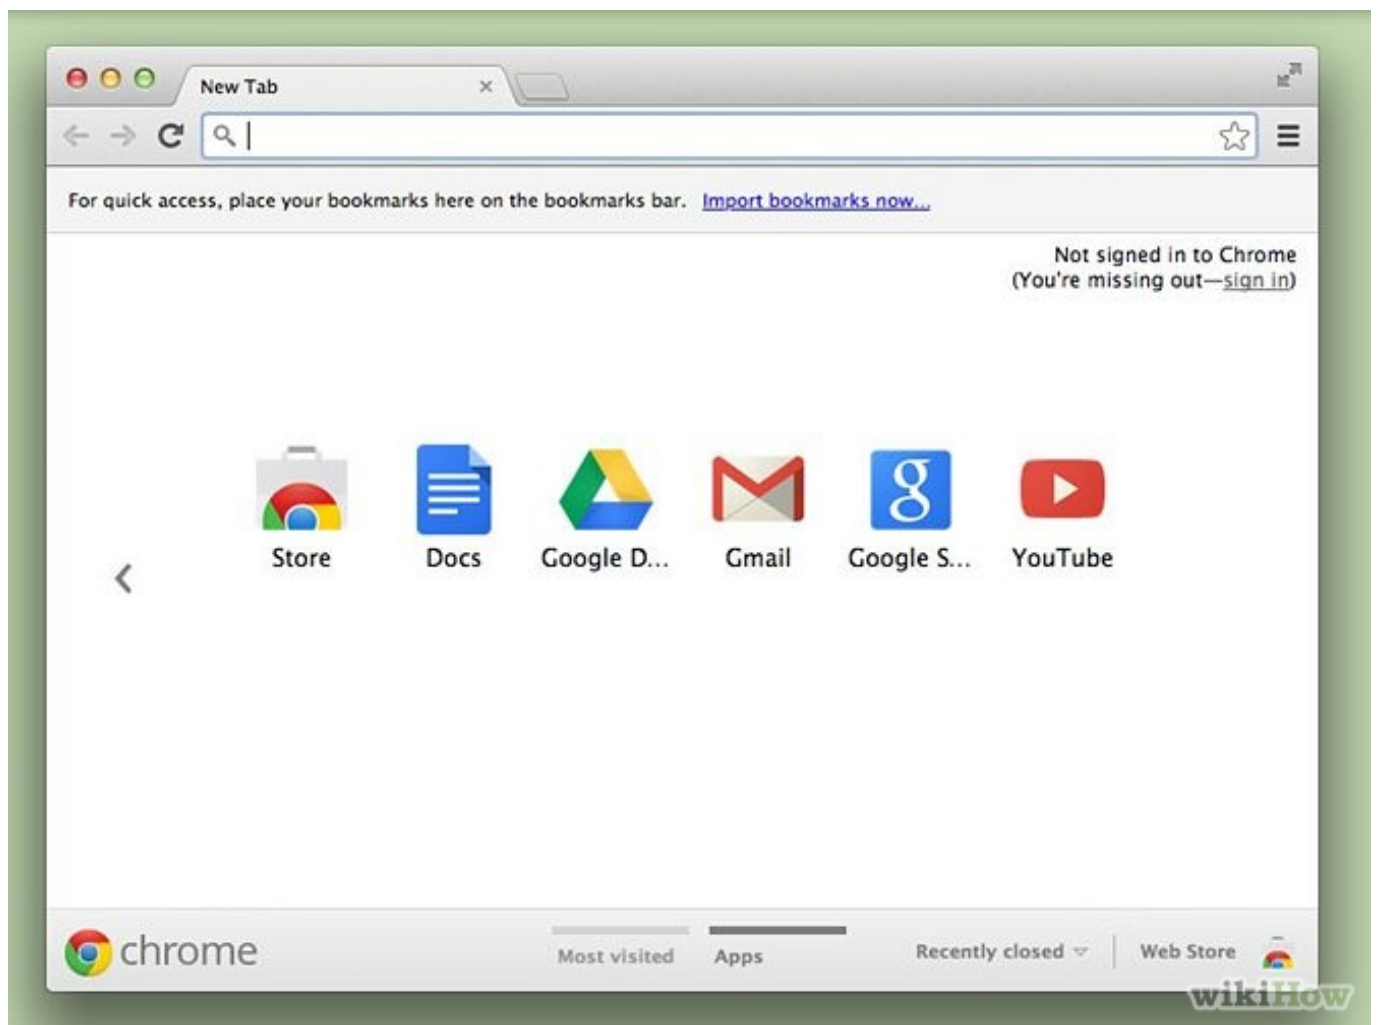 New Tab
For quick access, place your bookmarks here on the bookmarks bar. Import bookmarks now...
Not signed in to Chrome
(You're missing out—sign in)
Store Docs Google D... Gmail Google S... YouTube
chrome Most visited Apps Recently closed Web Store
wikiHow